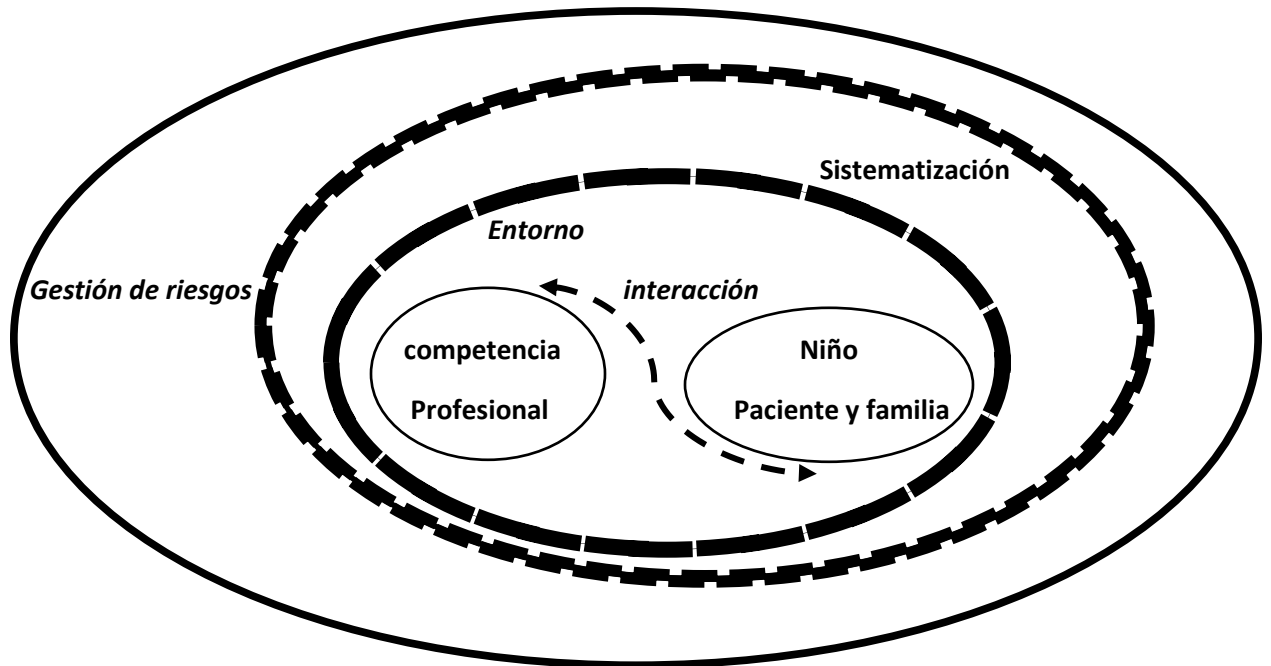 Sistematización
Entorno
Gestión de riesgos
interacción
competencia
Profesional
Niño
Paciente y familia